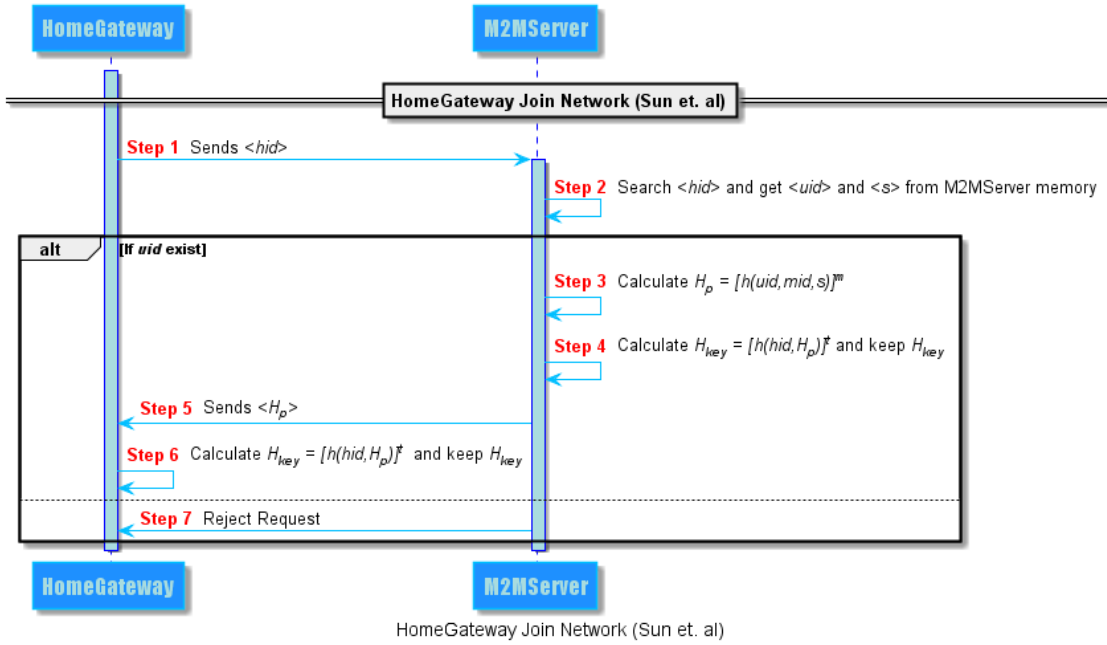 HomeGateway M2MServer
HomeGateway Join Network (Sun et. al)
Step 1 Sends <hid>
Step 2 Search <hid> and get <uid> and <s> from M2MServer memory
alt [If uid exist]
Step 3 Calculate Hp = [h(uid,mid,s)]m
Step 4 Calculate Hkey = [h(hid,Hp)]t and keep Hkey
Step 5 Sends <Hp>
Step 6 Calculate Hkey = [h(hid,Hp)]t and keep Hkey
Step 7 Reject Request
HomeGateway M2MServer
HomeGateway Join Network (Sun et. al)